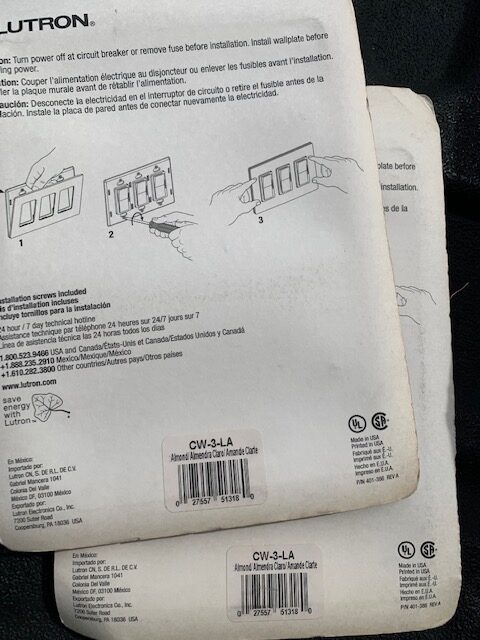 LUTRON®
on: Turn power off at circuit breaker or remove fuse before installation. Install wallplate before
ing power.
tion: Couper l'alimentation électrique au disjoncteur ou enlever les fusibles avant l'installation.
ller la plaque murale avant de rétablir l'alimentation.
aución: Desconecte la electricidad en el interruptor de circuito o retire el fusible antes de la
lación. Instale la placa de pared antes de conectar nuevamente la electricidad.
1
2
3
nstallation screws included
is d'installation incluses
ncluye tornillos para la instalación
24 hour / 7 day technical hotline
Assistance technique par téléphone 24 heures sur 24/7 jours sur 7
Línea de asistencia técnica las 24 horas todos los días
1.800.523.9466 USA and Canada/États-Unis et Canada/Estados Unidos y Canadá
+1.888.235.2910 Mexico/Mexique/México
+1.610.282.3800 Other countries/Autres pays/Otros países
www.lutron.com
save
energy
with
Lutron™
En México:
Importado por:
Lutron CN, S. DE R.L. DE C.V.
Gabriel Mancera 1041
Colonia Del Valle
México DF, 03100 México
Exportado por:
Lutron Electronics Co., Inc.
7200 Suter Road
Coopersburg, PA 18036 USA
CW-3-LA
Almond/Almendra Claro/Amande Claire
0 27557 51318 0
UL SA
Made in USA
Printed in USA
Fabriqué aux É.-U.
Imprimé aux É.-U.
Hecho en E.U.A.
Impreso en E.U.A.
P/N 401-386 REV A
plate before
installation.
es de la
En México:
Importado por:
Lutron CN, S. DE R.L. DE C.V.
Gabriel Mancera 1041
Colonia Del Valle
México DF, 03100 México
Exportado por:
Lutron Electronics Co., Inc.
7200 Suter Road
Coopersburg, PA 18036 USA
CW-3-LA
Almond/Almendra Claro/Amande Claire
0 27557 51318 0
UL SA
Made in USA
Printed in USA
Fabriqué aux É.-U.
Imprimé aux É.-U.
Hecho en E.U.A.
Impreso en E.U.A.
P/N 401-386 REV A